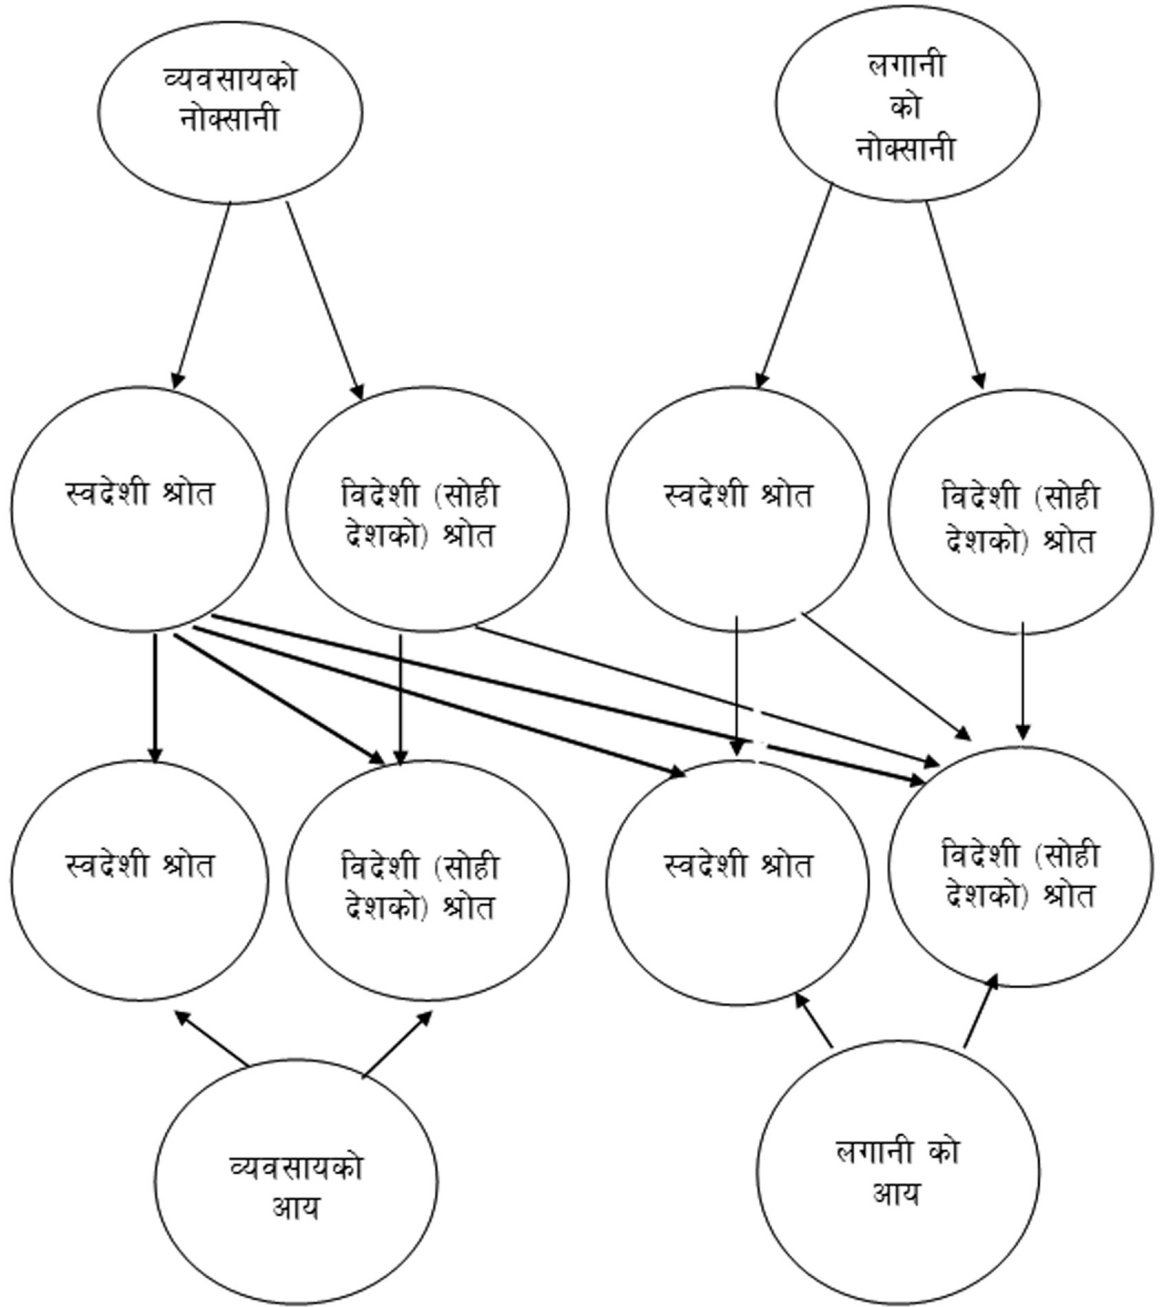 व्यवसायको
नोक्सानी
लगानी
को
नोक्सानी
स्वदेशी श्रोत
विदेशी (सोही
देशको) श्रोत
स्वदेशी श्रोत
विदेशी (सोही
देशको) श्रोत
स्वदेशी श्रोत
विदेशी (सोही
देशको) श्रोत
स्वदेशी श्रोत
विदेशी (सोही
देशको) श्रोत
व्यवसायको
आय
लगानी को
आय